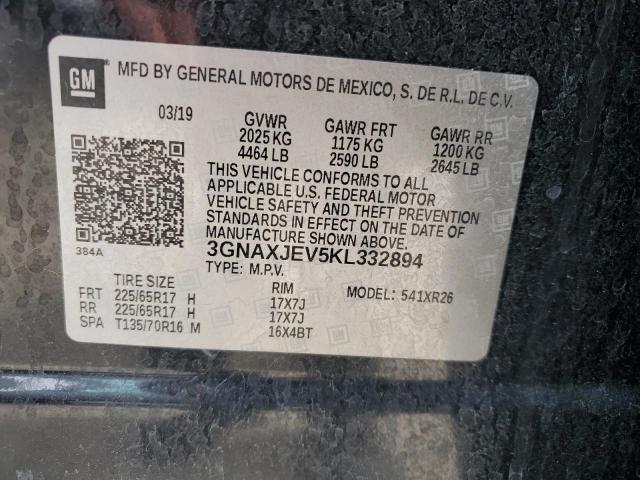 GM
MFD BY GENERAL MOTORS DE MEXICO, S. DE R.L. DE C.V.
03/19 GVWR GAWR FRT GAWR RR
2025 KG 1175 KG 1200 KG
4464 LB 2590 LB 2645 LB
THIS VEHICLE CONFORMS TO ALL
APPLICABLE U.S. FEDERAL MOTOR
VEHICLE SAFETY AND THEFT PREVENTION
STANDARDS IN EFFECT ON THE DATE OF
MANUFACTURE SHOWN ABOVE.
384A 3GNAXJEV5KL332894
TYPE: M.P.V.
TIRE SIZE RIM MODEL: 541XR26
FRT 225/65R17 H 17X7J
RR 225/65R17 H 17X7J
SPA T135/70R16 M 16X4BT